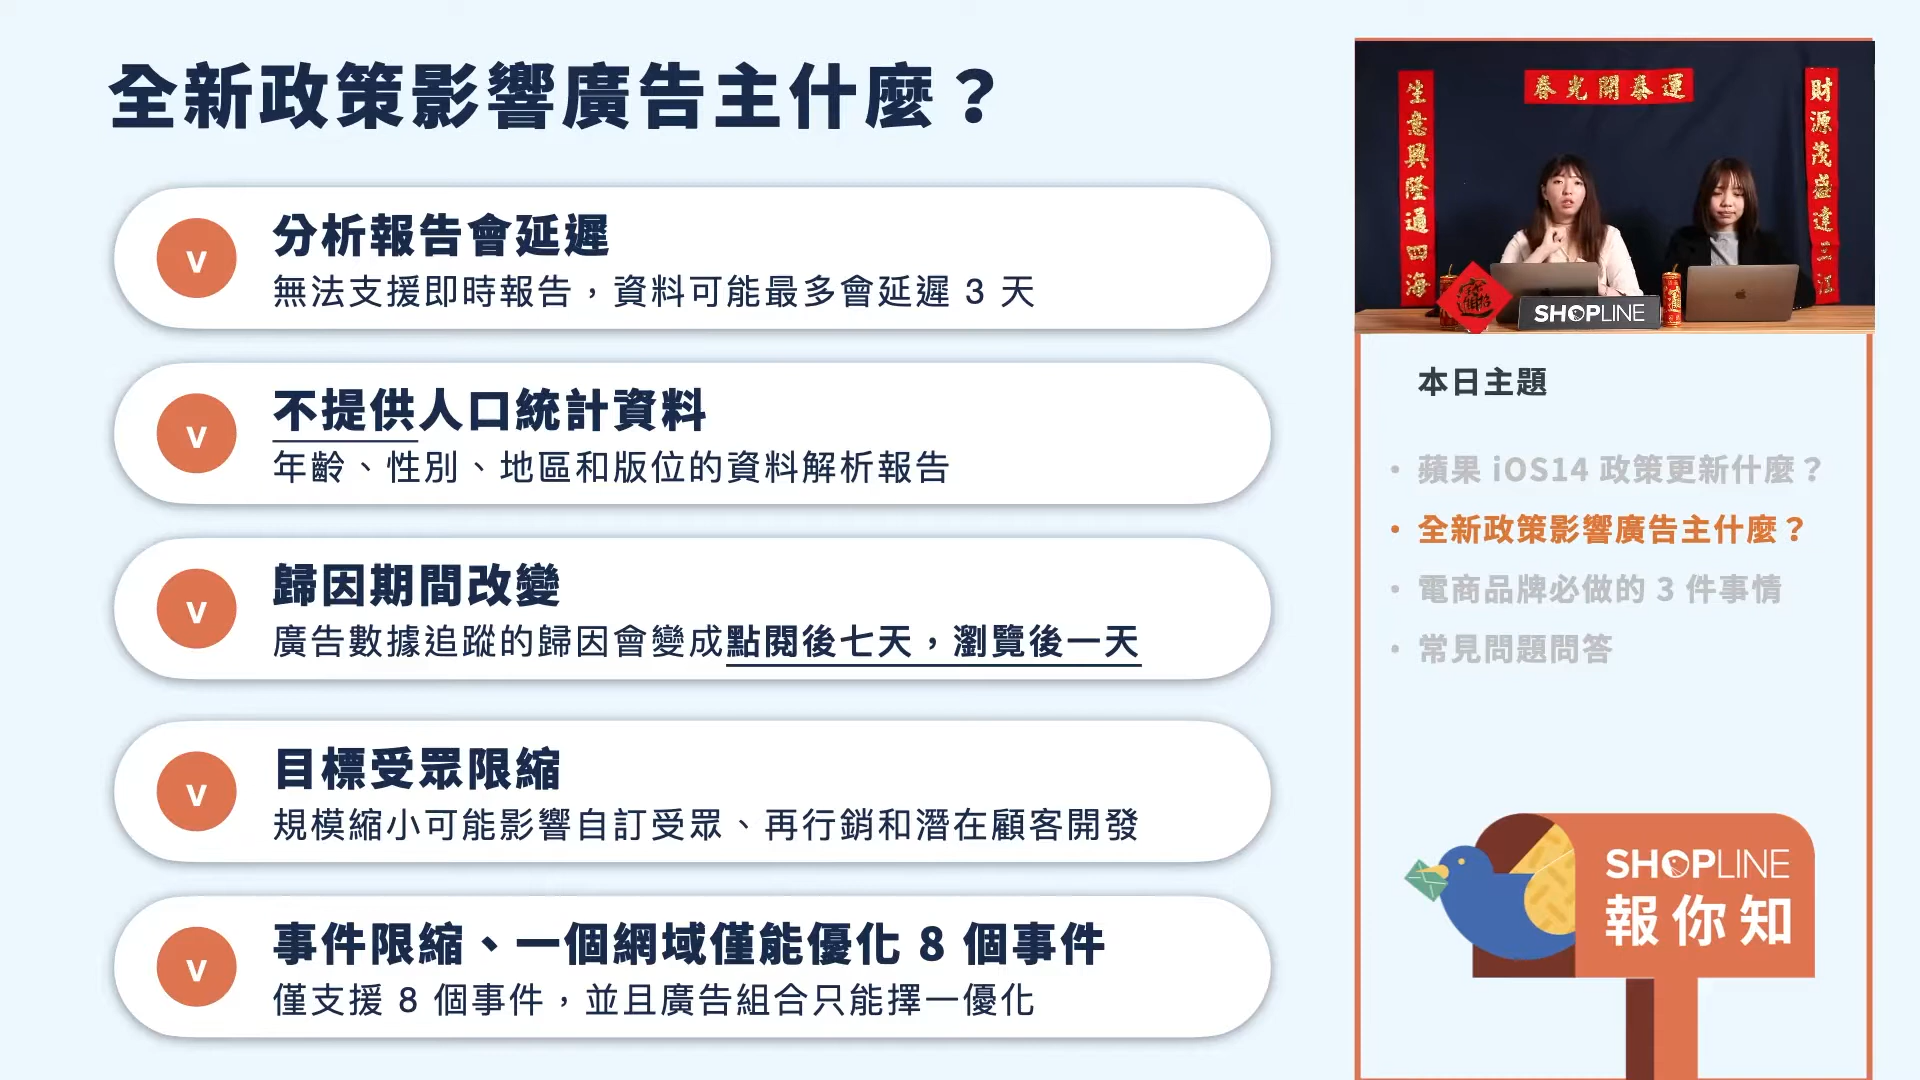 全新政策影響廣告主什麼？
v
分析報告會延遲
無法支援即時報告，資料可能最多會延遲 3 天
v
不提供人口統計資料
年齡、性別、地區和版位的資料解析報告
v
歸因期間改變
廣告數據追蹤的歸因會變成點閱後七天，瀏覽後一天
v
目標受眾限縮
規模縮小可能影響自訂受眾、再行銷和潛在顧客開發
v
事件限縮、一個網域僅能優化 8 個事件
僅支援 8 個事件，並且廣告組合只能擇一優化
春光開泰運
生意興隆通四海
財源茂盛達三江
SHOPLINE
本日主題
• 蘋果 iOS14 政策更新什麼？
• 全新政策影響廣告主什麼？
• 電商品牌必做的 3 件事情
• 常見問題問答
SHOPLINE
報你知